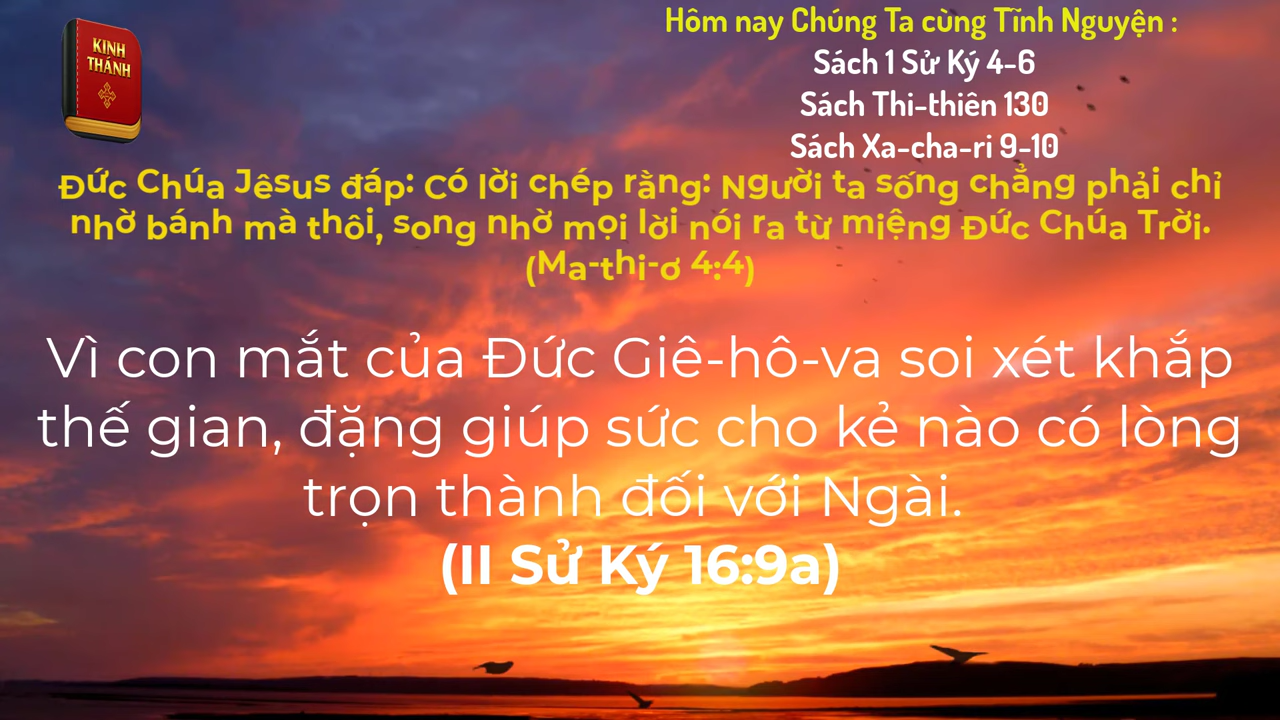 KINH
THÁNH
Hôm nay Chúng Ta cùng Tĩnh Nguyện :
Sách 1 Sử Ký 4-6
Sách Thi-thiên 130
Sách Xa-cha-ri 9-10
Đức Chúa Jêsus đáp: Có lời chép rằng: Người ta sống chẳng phải chỉ
nhờ bánh mà thôi, song nhờ mọi lời nói ra từ miệng Đức Chúa Trời.
(Ma-thi-ơ 4:4)
Vì con mắt của Đức Giê-hô-va soi xét khắp
thế gian, đặng giúp sức cho kẻ nào có lòng
trọn thành đối với Ngài.
(II Sử Ký 16:9a)